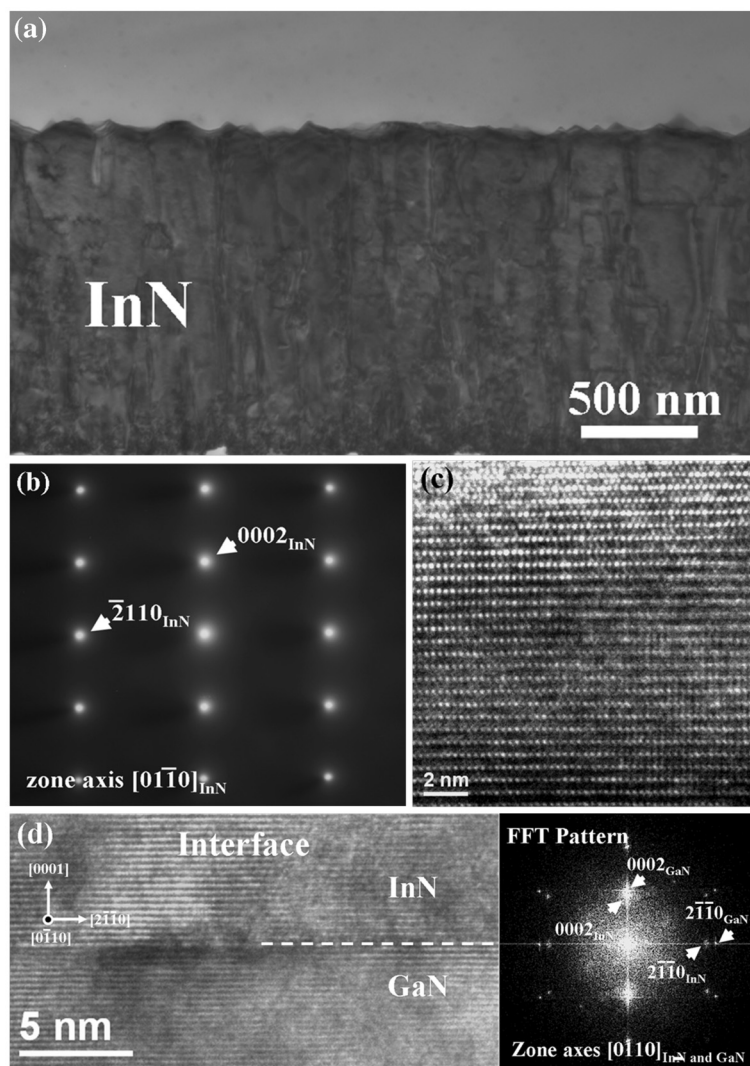 (a)
InN
500 nm
(b)
0002InN
2̄110InN
zone axis [011̄0]InN
(c)
2 nm
(d)
Interface
[0001]
InN
[21̄1̄0]
[01̄10]
GaN
5 nm
FFT Pattern
0002GaN
0002InN
21̄1̄0GaN
21̄1̄0InN
Zone axes [0110]InN and GaN